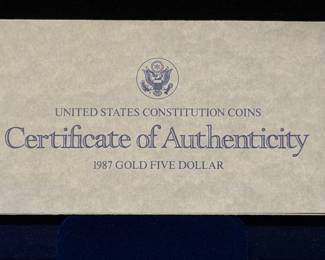 UNITED STATES CONSTITUTION COINS
Certificate of Authenticity
1987 GOLD FIVE DOLLAR